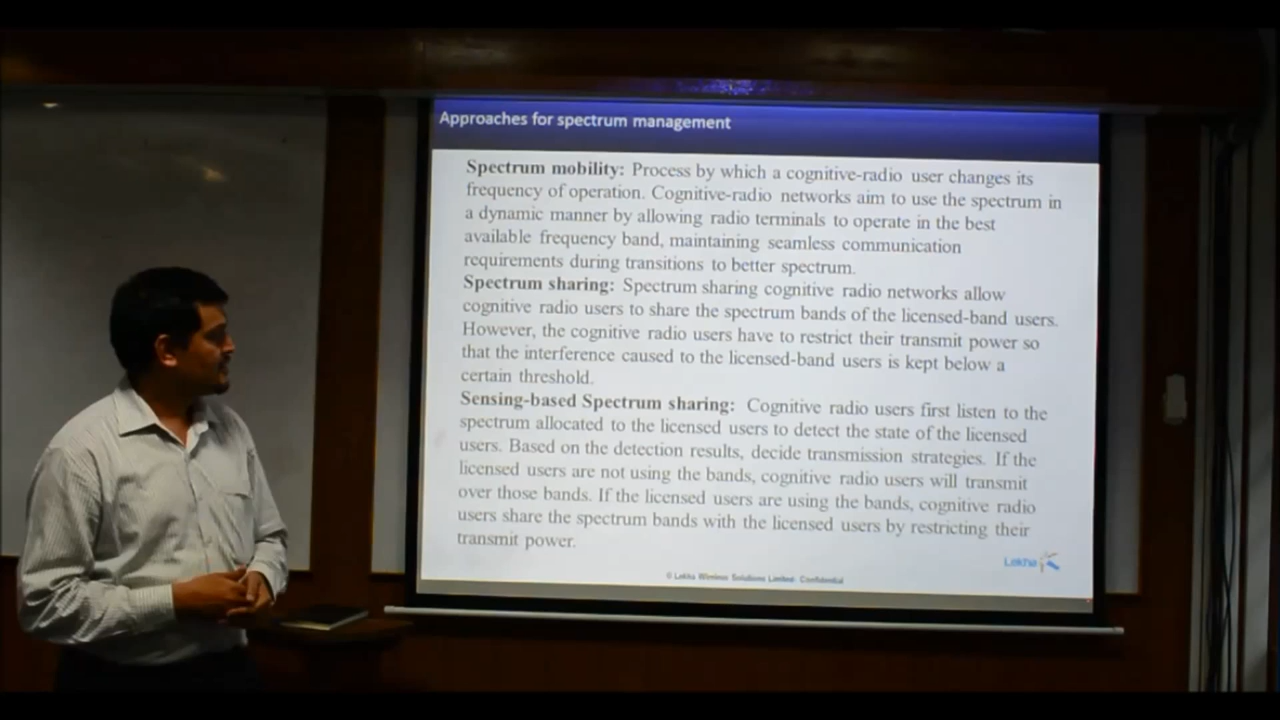 Approaches for spectrum management
Spectrum mobility: Process by which a cognitive-radio user changes its
frequency of operation. Cognitive-radio networks aim to use the spectrum in
a dynamic manner by allowing radio terminals to operate in the best
available frequency band, maintaining seamless communication
requirements during transitions to better spectrum.
Spectrum sharing: Spectrum sharing cognitive radio networks allow
cognitive radio users to share the spectrum bands of the licensed-band users.
However, the cognitive radio users have to restrict their transmit power so
that the interference caused to the licensed-band users is kept below a
certain threshold.
Sensing-based Spectrum sharing: Cognitive radio users first listen to the
spectrum allocated to the licensed users to detect the state of the licensed
users. Based on the detection results, decide transmission strategies. If the
licensed users are not using the bands, cognitive radio users will transmit
over those bands. If the licensed users are using the bands, cognitive radio
users share the spectrum bands with the licensed users by restricting their
transmit power.
Lekha
© Lekha Wireless Solutions Limited. Confidential